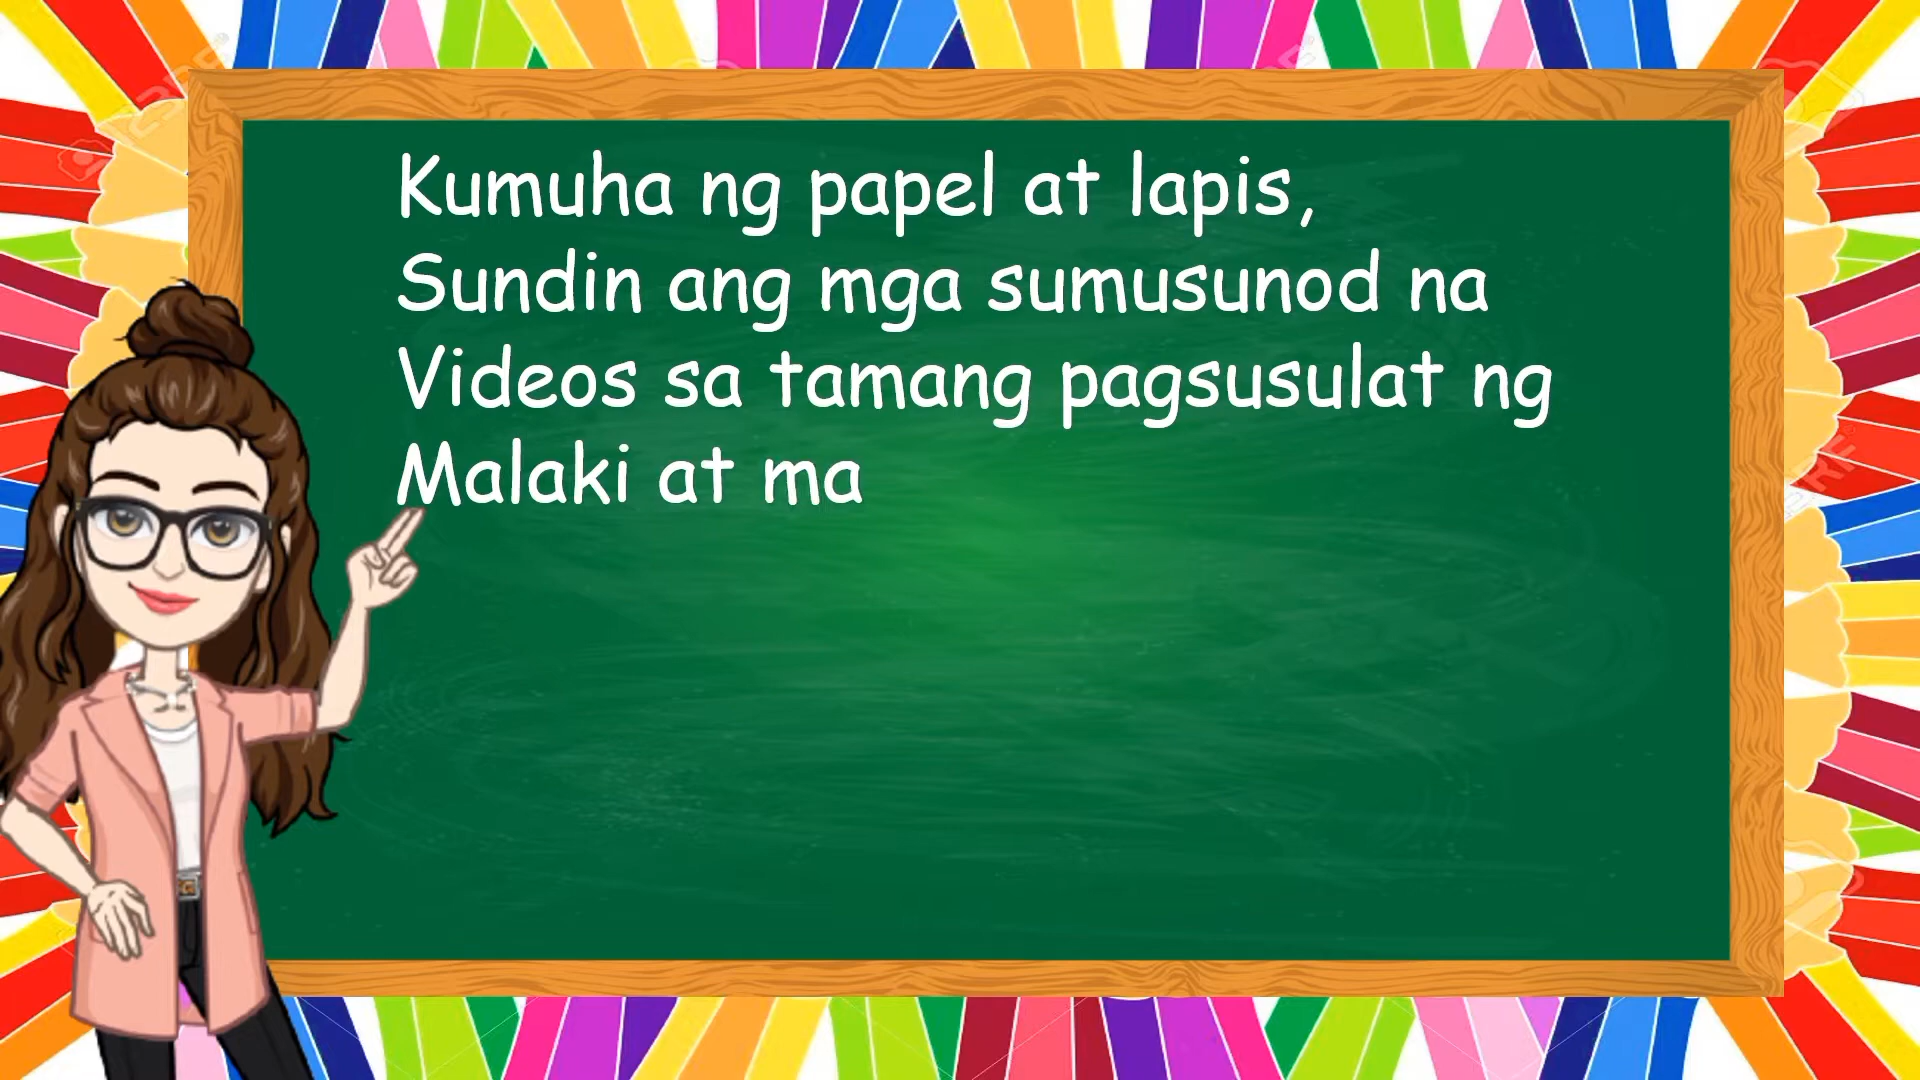 Kumuha ng papel at lapis,
Sundin ang mga sumusunod na
Videos sa tamang pagsusulat ng
Malaki at ma